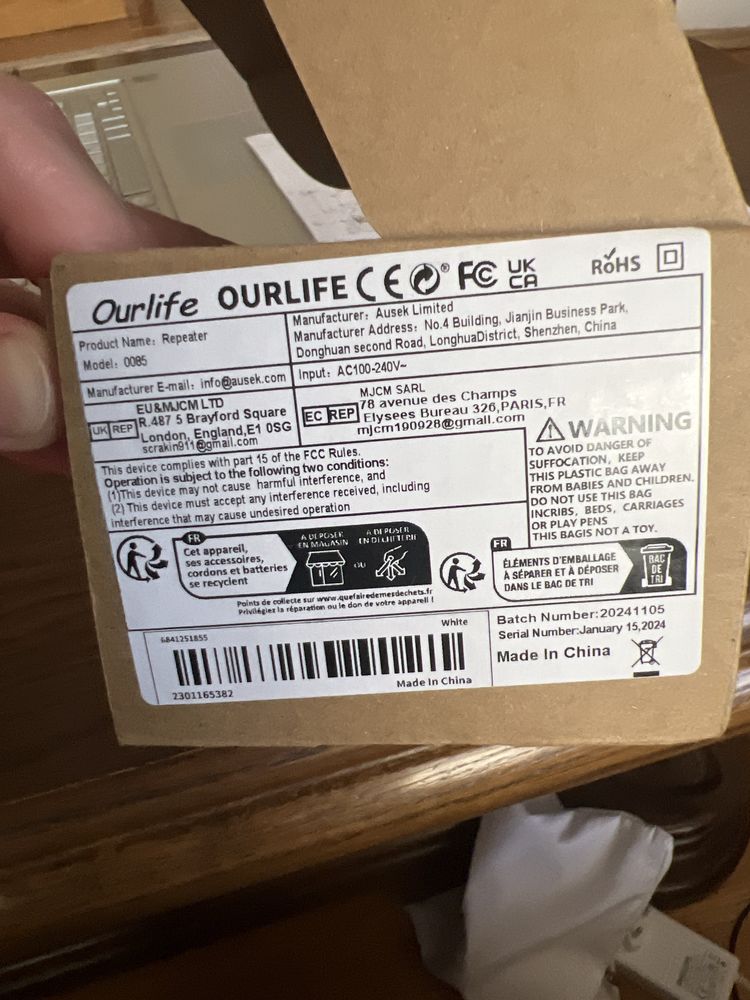 Ourlife OURLIFE CE FC UK CA RoHS
Product Name: Repeater
Model: 0085
Manufacturer: Ausek Limited
Manufacturer Address: No.4 Building, Jianjin Business Park,
Donghuan second Road, LonghuaDistrict, Shenzhen, China
Manufacturer E-mail: info@ausek.com
Input: AC100-240V~
UK REP
EU&MJCM LTD
R.487 5 Brayford Square
London, England,E1 0SG
scrakin911@gmail.com
EC REP
MJCM SARL
78 avenue des Champs
Elysees Bureau 326,PARIS,FR
mjcm190928@gmail.com
This device complies with part 15 of the FCC Rules.
Operation is subject to the following two conditions:
(1)This device may not cause harmful interference, and
(2) This device must accept any interference received, including
interference that may cause undesired operation
WARNING
TO AVOID DANGER OF
SUFFOCATION, KEEP
THIS PLASTIC BAG AWAY
FROM BABIES AND CHILDREN.
DO NOT USE THIS BAG
INCRIBS, BEDS, CARRIAGES
OR PLAY PENS
THIS BAGIS NOT A TOY.
FR
Cet appareil,
ses accessoires,
cordons et batteries
se recyclent
À DÉPOSER
EN MAGASIN
OU
À DÉPOSER
EN DÉCHÈTERIE
Points de collecte sur www.quefairedemesdechets.fr
Privilégiez la réparation ou le don de votre appareil !
FR
ÉLÉMENTS D'EMBALLAGE
À SÉPARER ET À DÉPOSER
DANS LE BAC DE TRI
BAC
DE
TRI
6841251855
White
2301165382
Made In China
Batch Number:20241105
Serial Number:January 15,2024
Made In China